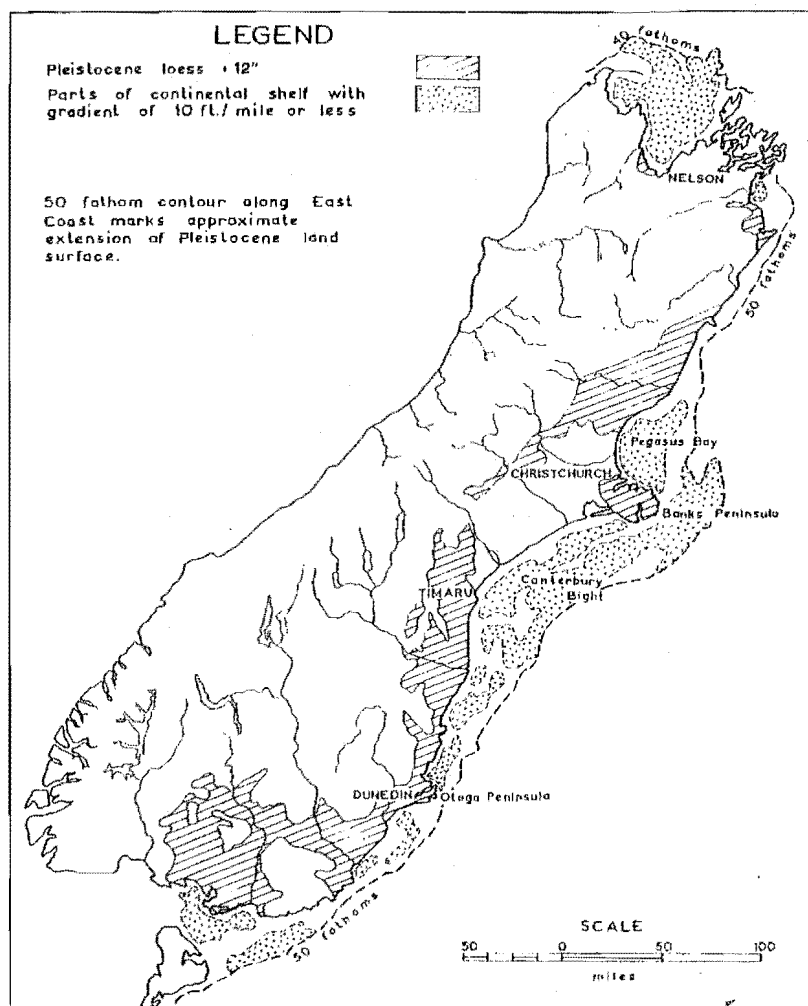 LEGEND
Pleistocene loess +12"
Parts of continental shelf with
gradient of 10 ft./mile or less
50 fathom contour along East
Coast marks approximate
extension of Pleistocene land
surface.
40 fathoms
NELSON
50 fathoms
Pegasus Bay
CHRISTCHURCH
Banks Peninsula
Canterbury
Bight
TIMARU
DUNEDIN
Otago Peninsula
50 fathoms
SCALE
50 0 50 100
miles